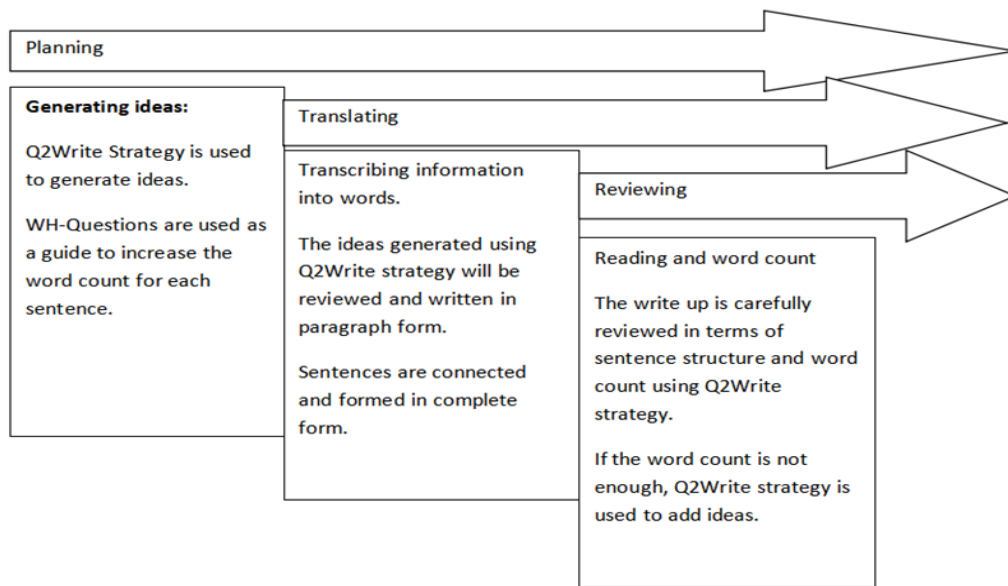 Planning
Generating ideas:
Q2Write Strategy is used
to generate ideas.
WH-Questions are used as
a guide to increase the
word count for each
sentence.
Translating
Transcribing information
into words.
The ideas generated using
Q2Write strategy will be
reviewed and written in
paragraph form.
Sentences are connected
and formed in complete
form.
Reviewing
Reading and word count
The write up is carefully
reviewed in terms of
sentence structure and word
count using Q2Write
strategy.
If the word count is not
enough, Q2Write strategy is
used to add ideas.